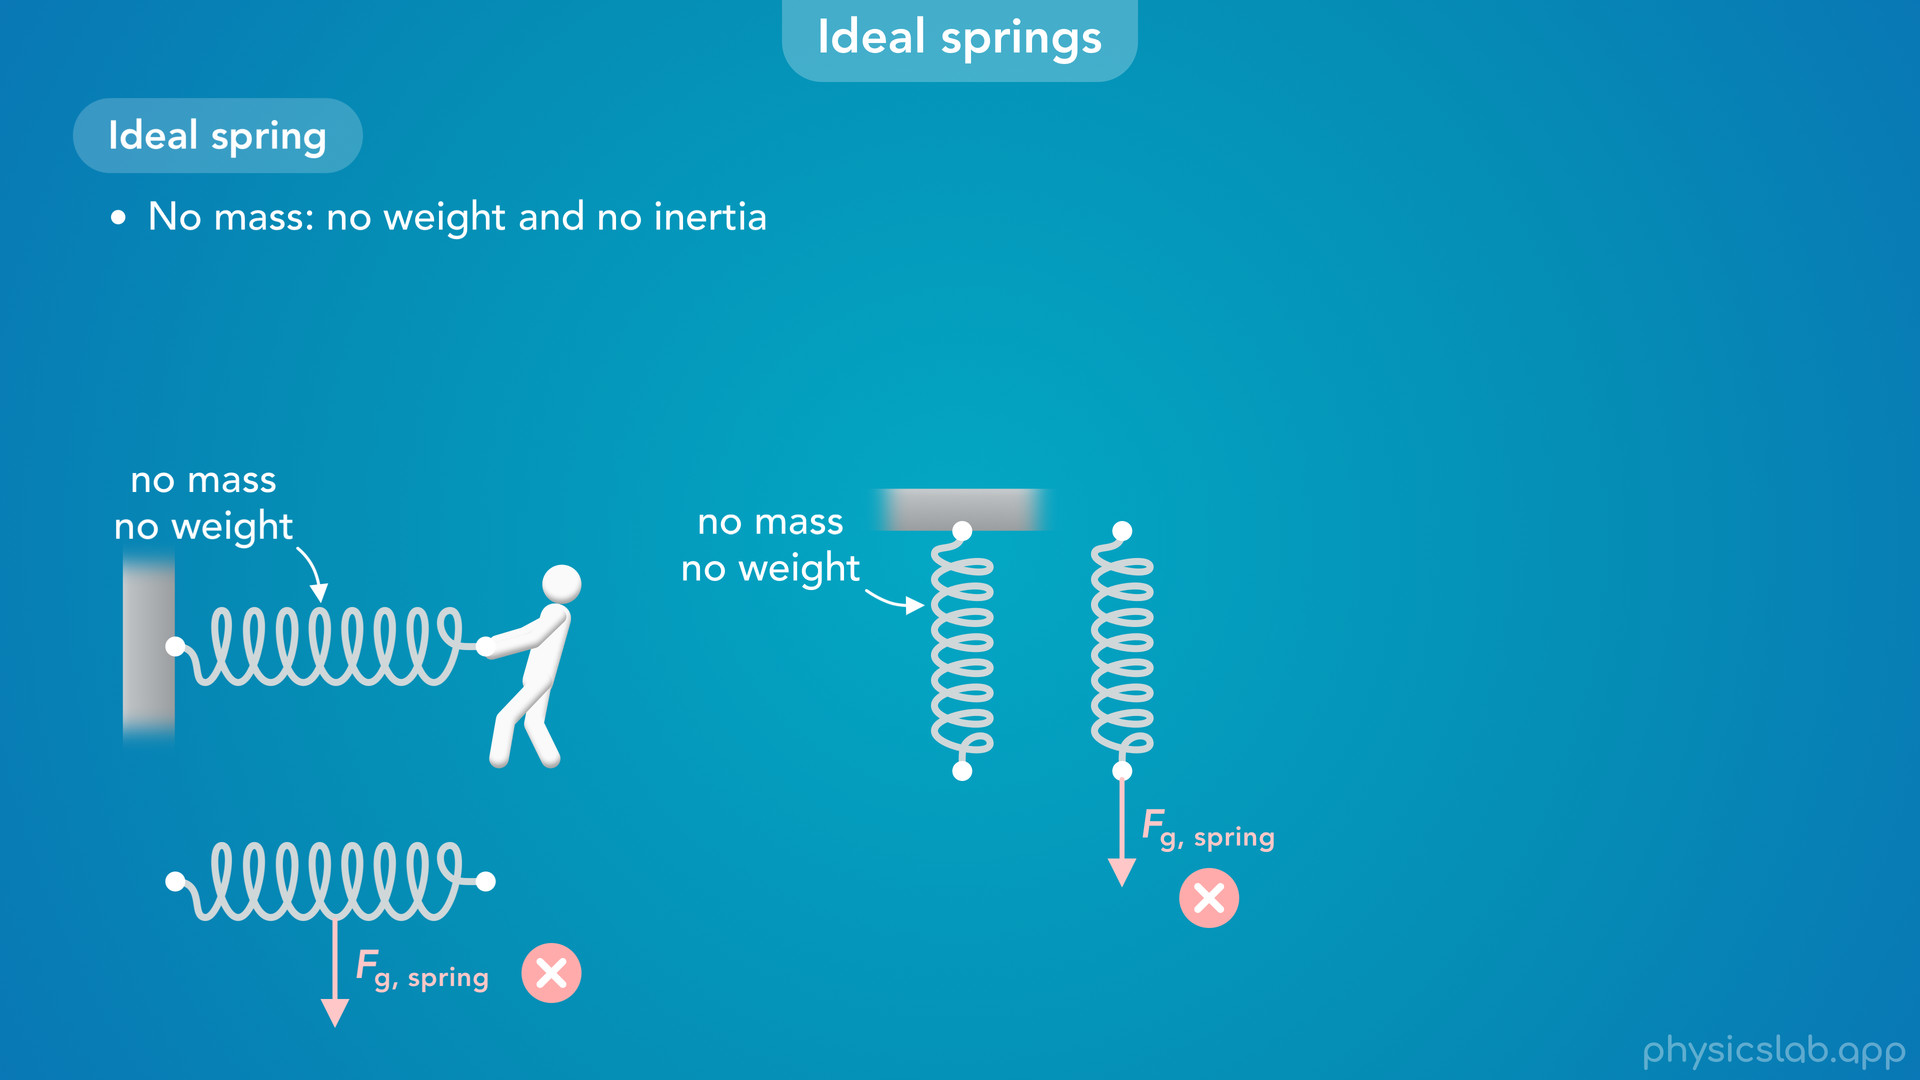 Ideal springs
Ideal spring
• No mass: no weight and no inertia
no mass
no weight
no mass
no weight
Fg, spring
Fg, spring
physicslab.app